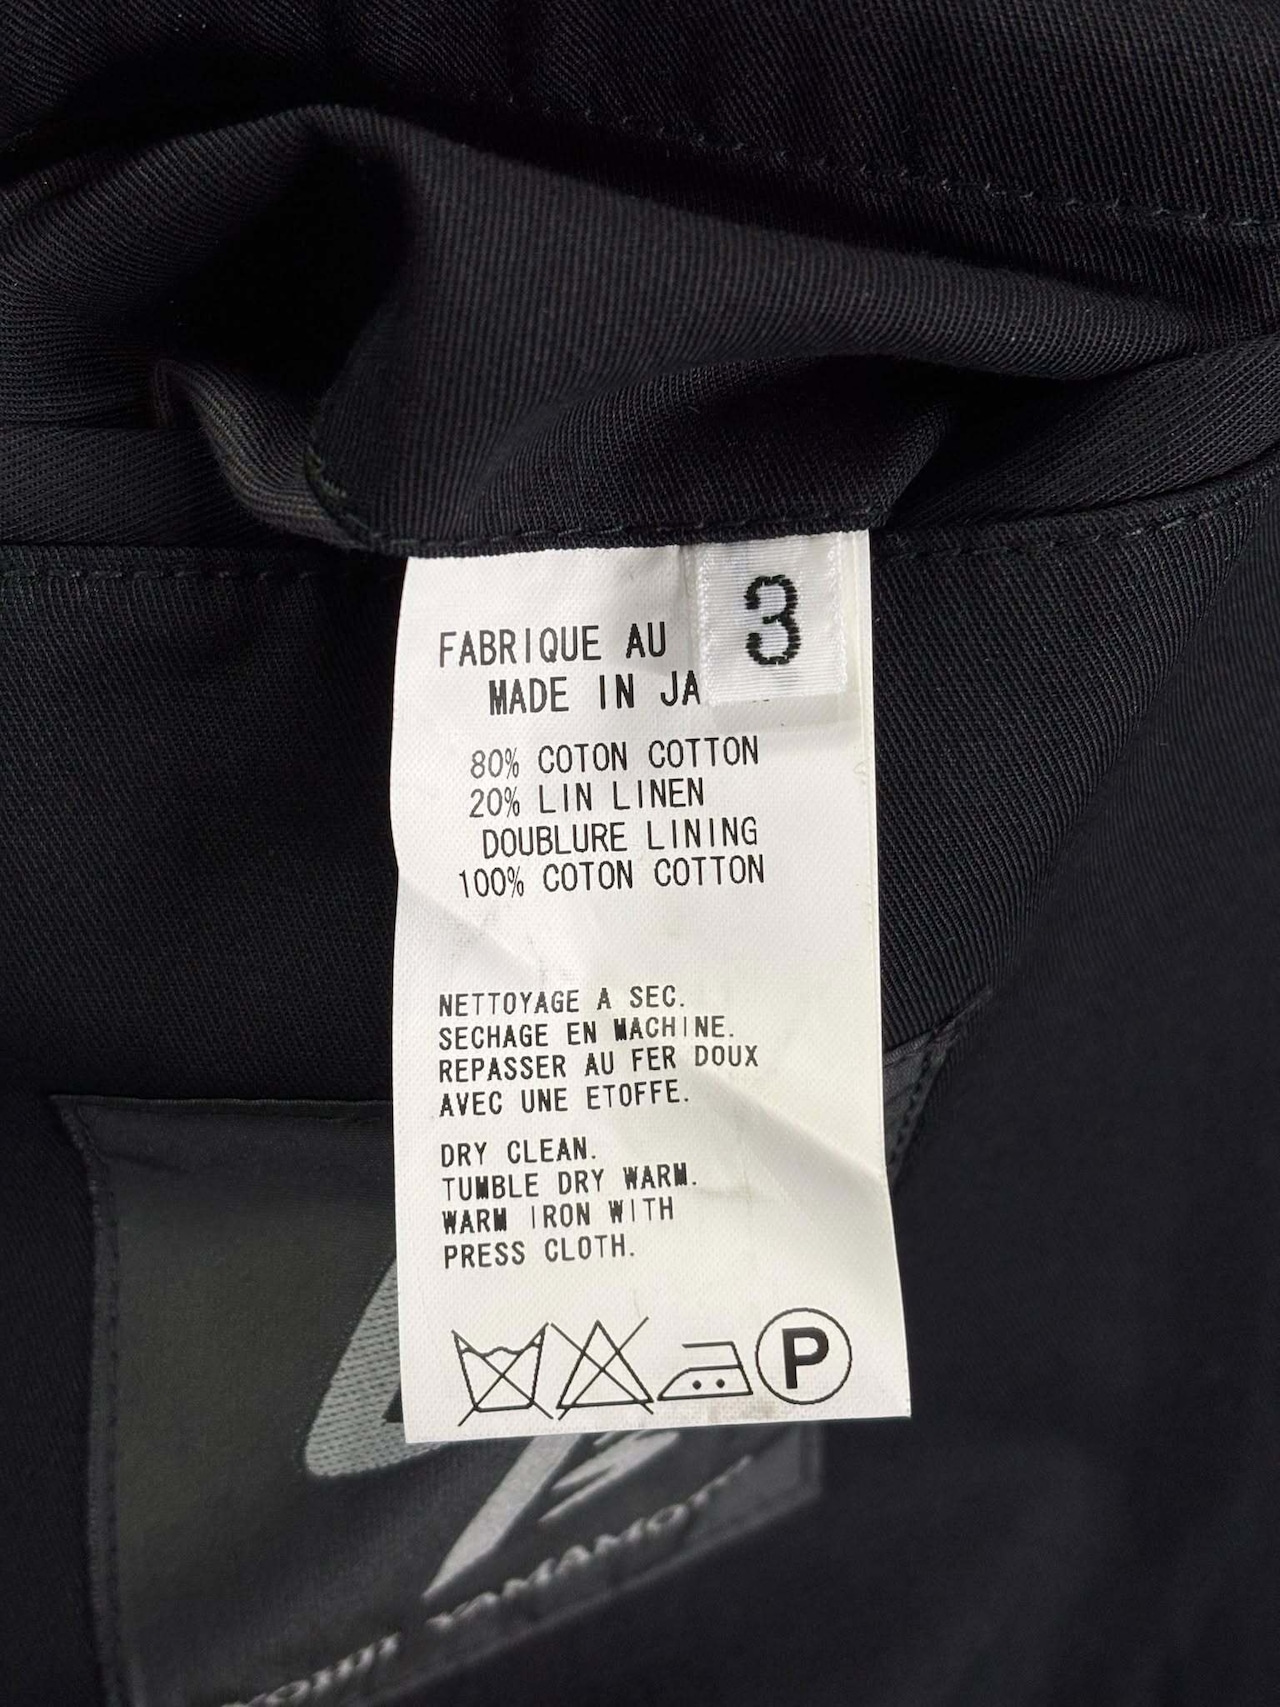 3
FABRIQUE AU
MADE IN JA
80% COTON COTTON
20% LIN LINEN
DOUBLURE LINING
100% COTON COTTON
NETTOYAGE A SEC.
SECHAGE EN MACHINE.
REPASSER AU FER DOUX
AVEC UNE ETOFFE.
DRY CLEAN.
TUMBLE DRY WARM.
WARM IRON WITH
PRESS CLOTH.
P
YOHJI YAMAMOTO